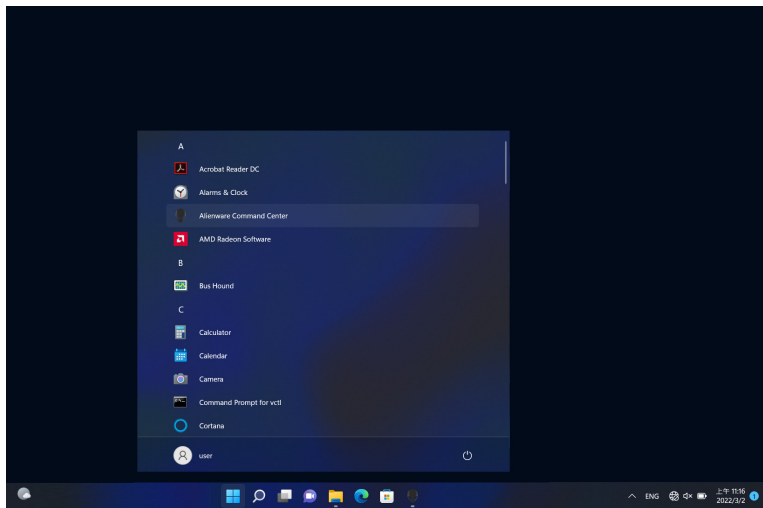 A
Acrobat Reader DC
Alarms & Clock
Alienware Command Center
AMD Radeon Software
B
Bus Hound
C
Calculator
Calendar
Camera
Command Prompt for vctl
Cortana
user
ENG
上午 11:16
2022/3/2
1